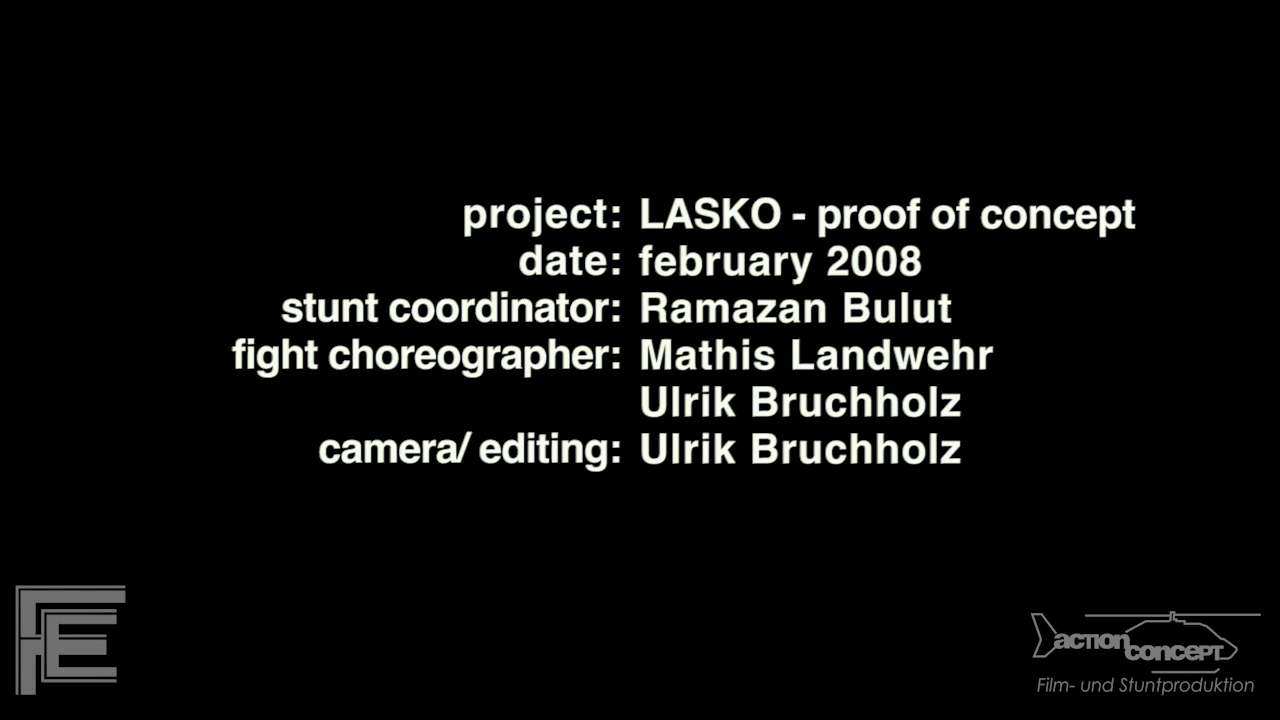 project: LASKO - proof of concept
date: february 2008
stunt coordinator: Ramazan Bulut
fight choreographer: Mathis Landwehr
Ulrik Bruchholz
camera/ editing: Ulrik Bruchholz
FE
action concept
Film- und Stuntproduktion